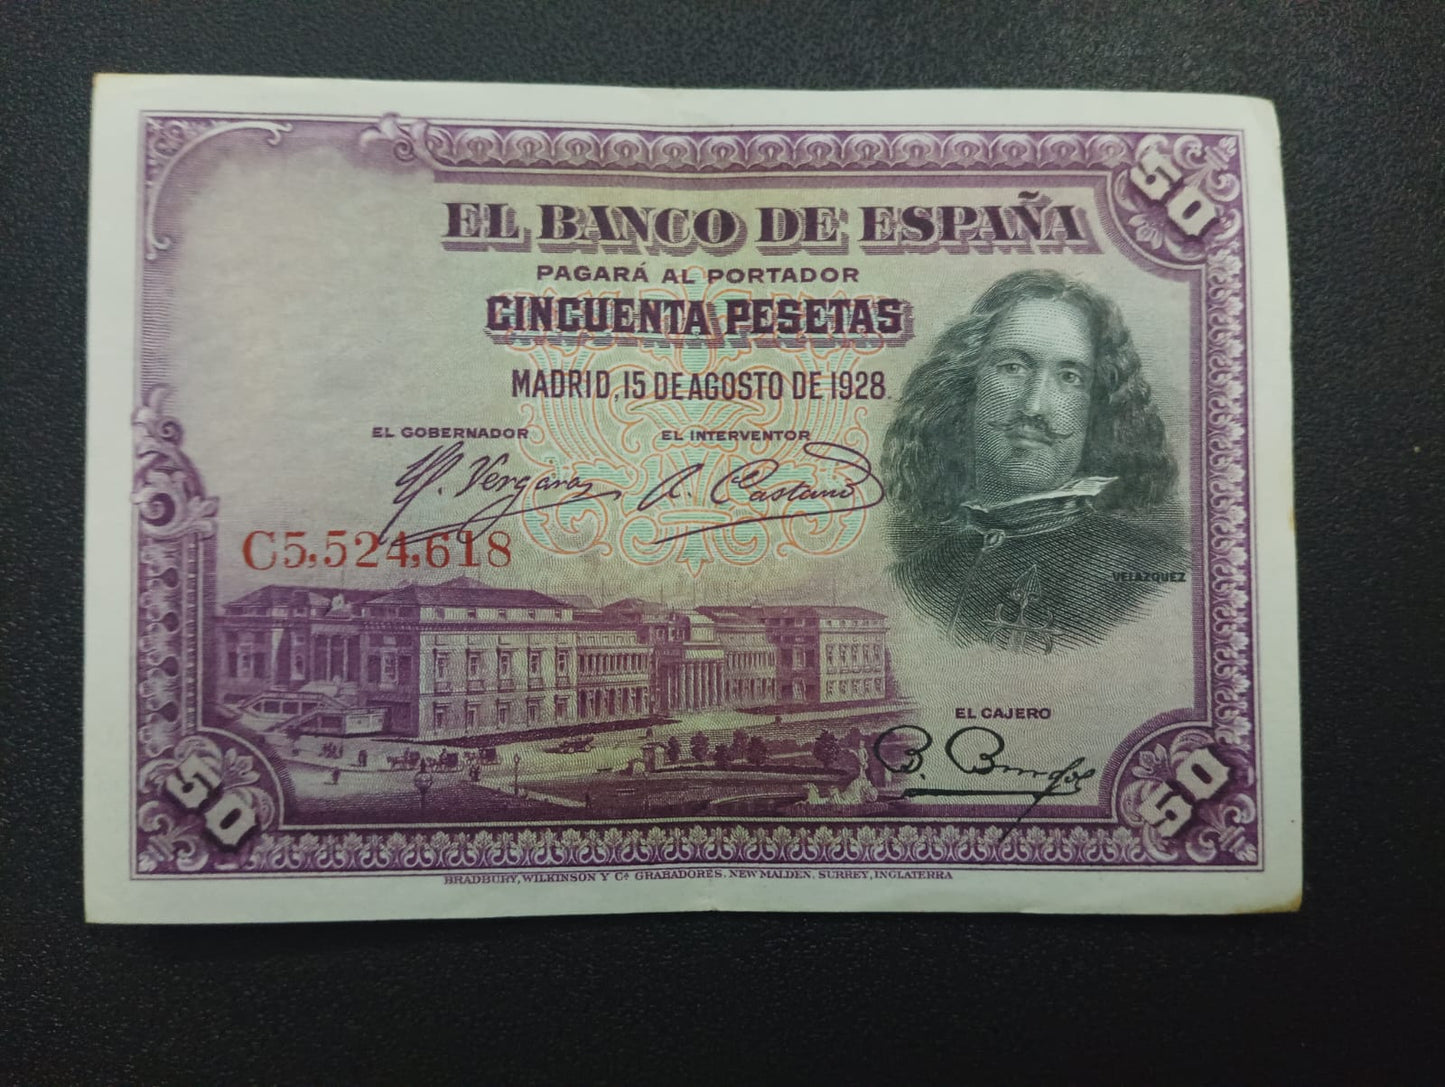 50
EL BANCO DE ESPAÑA
PAGARÁ AL PORTADOR
CINCUENTA PESETAS
MADRID, 15 DE AGOSTO DE 1928.
EL GOBERNADOR
EL INTERVENTOR
C5,524,618
VELAZQUEZ
EL CAJERO
50
50
BRADBURY, WILKINSON Y Cª GRABADORES. NEW MALDEN. SURREY, INGLATERRA